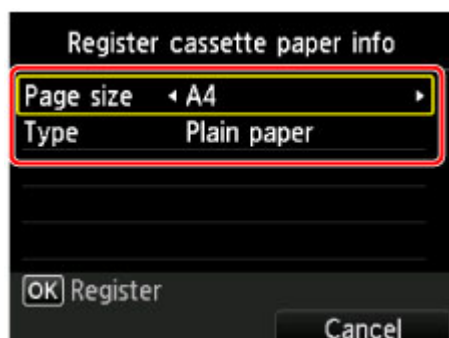 Register cassette paper info
Page size A4
Type Plain paper
OK Register
Cancel